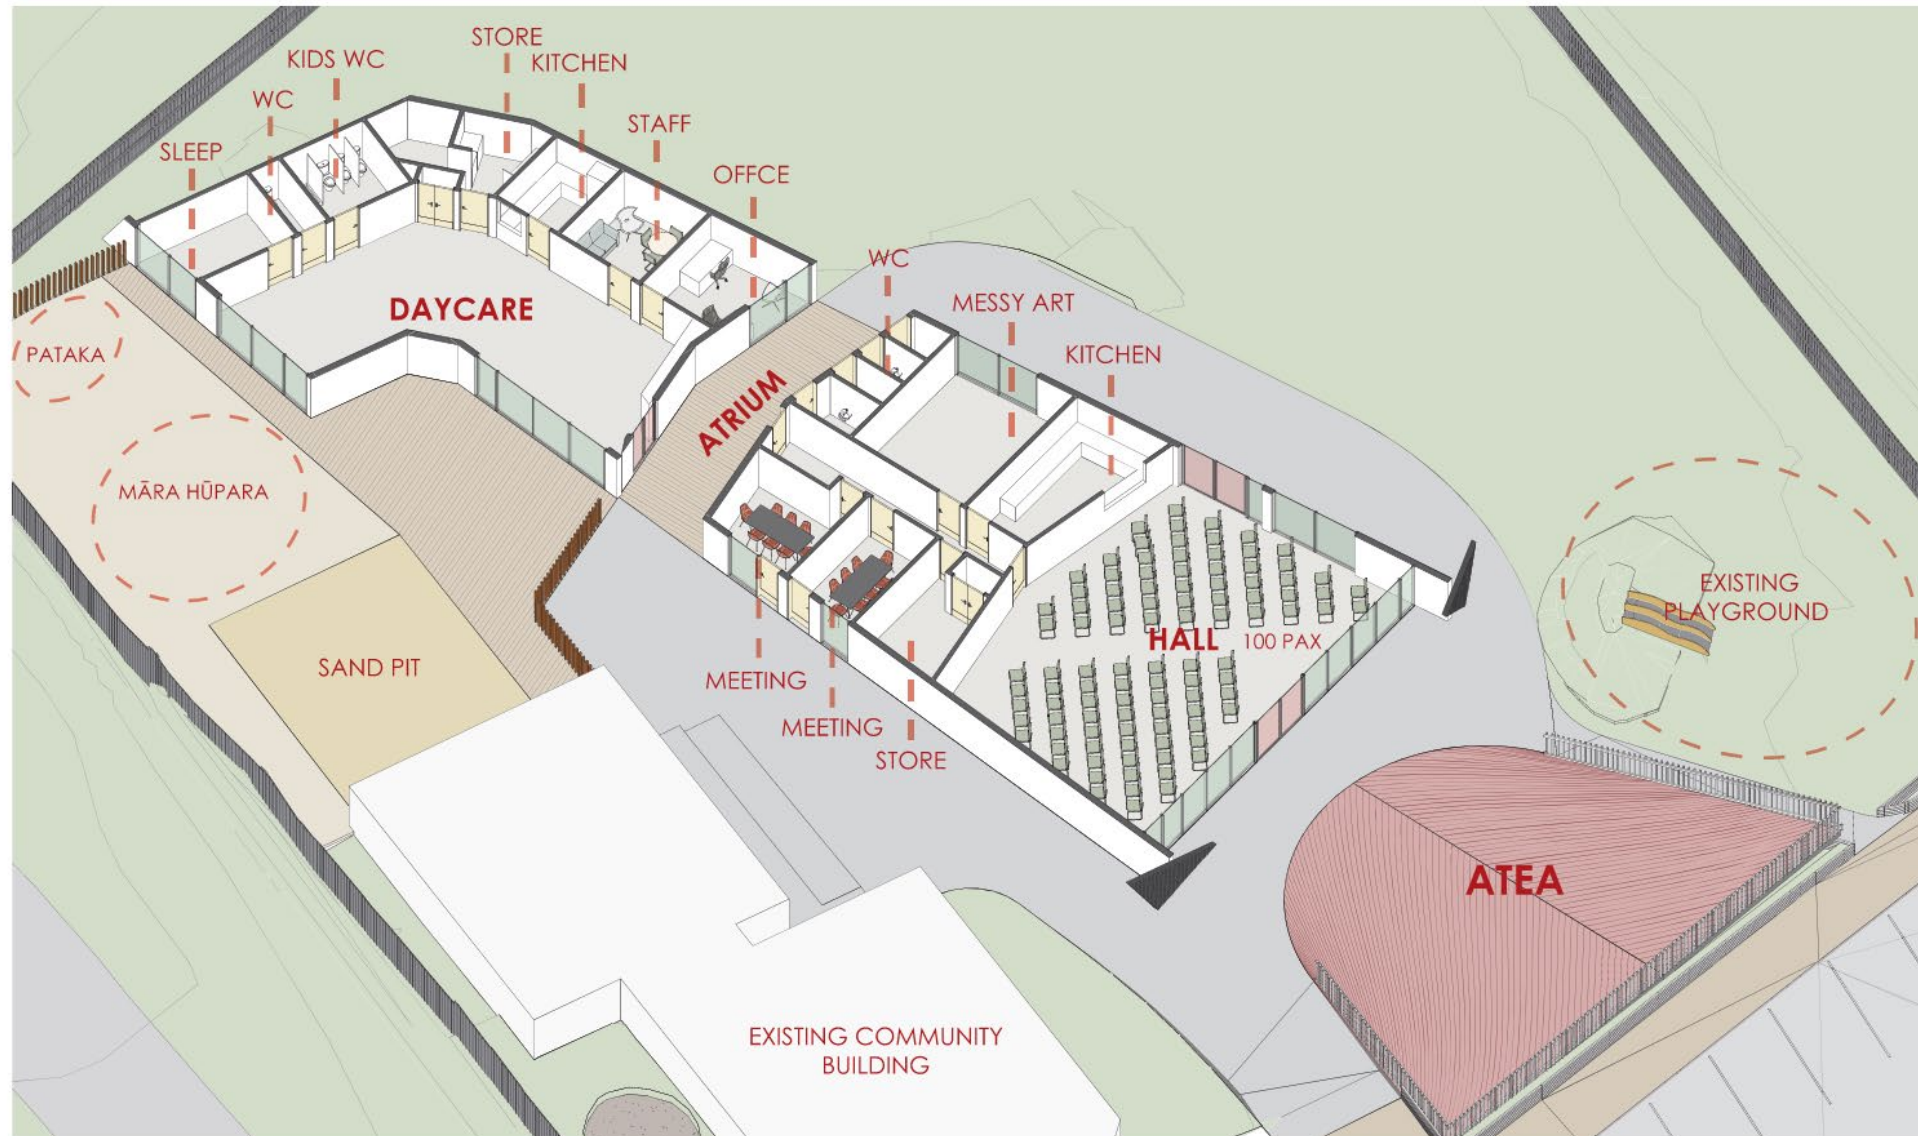 STORE
KIDS WC
KITCHEN
WC
STAFF
SLEEP
OFFCE
WC
MESSY ART
DAYCARE
PATAKA
KITCHEN
ATRIUM
MĀRA HŪPARA
EXISTING
PLAYGROUND
HALL 100 PAX
SAND PIT
MEETING
MEETING
STORE
ATEA
EXISTING COMMUNITY
BUILDING